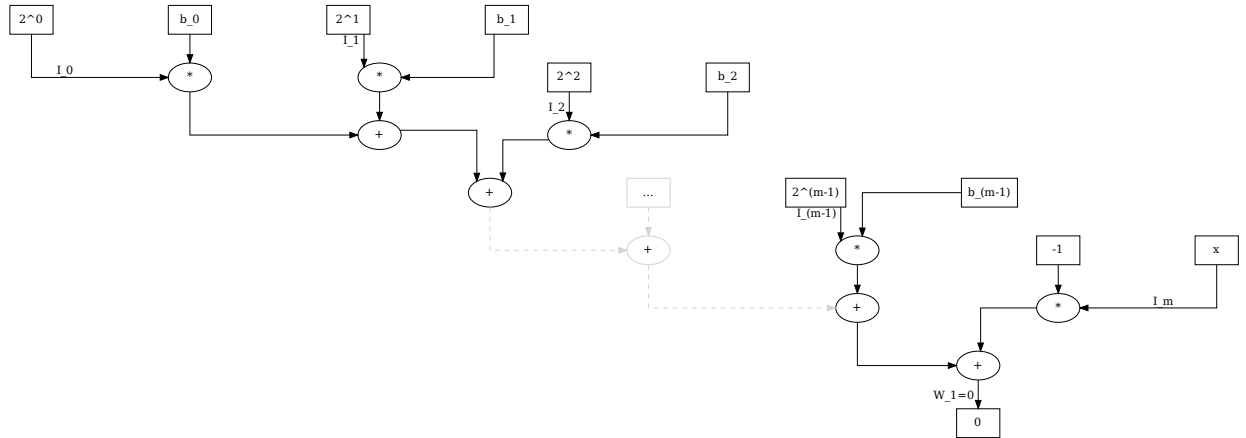 2^0 b_0 2^1 b_1
I_1
I_0 * * 2^2 b_2
I_2
+ *
+ ... 2^(m-1) b_(m-1)
I_(m-1)
+ * -1 x
+ * I_m
+
W_1=0
0